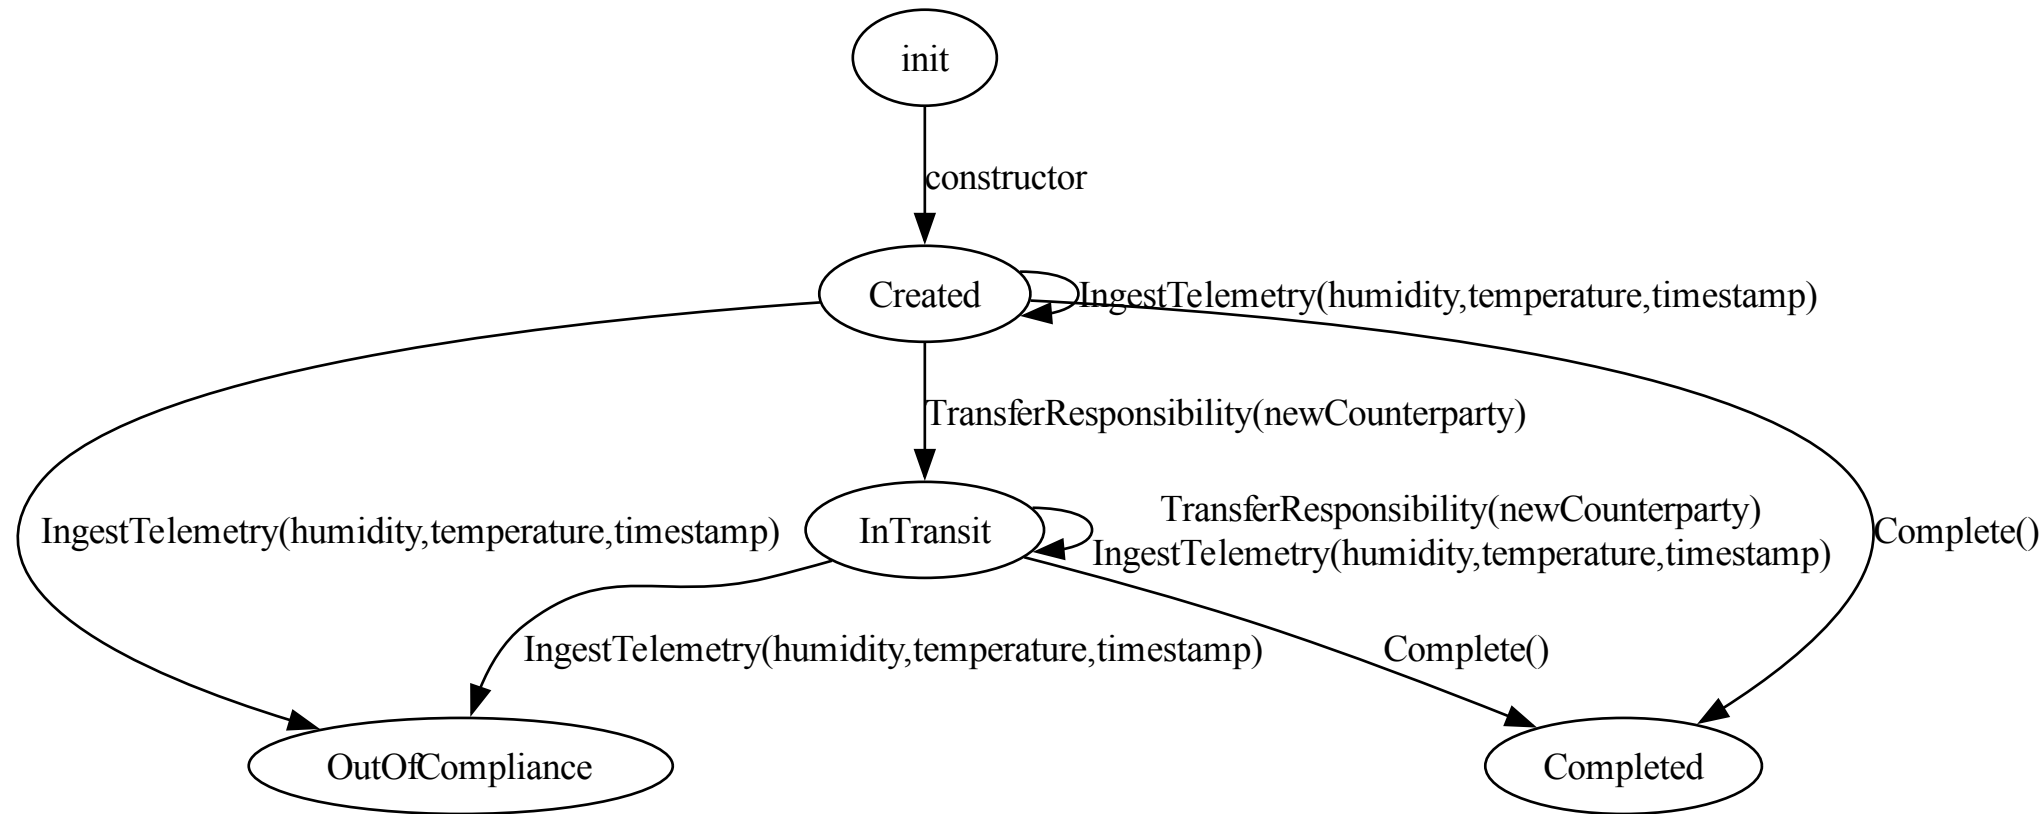 init
constructor
Created
IngestTelemetry(humidity,temperature,timestamp)
TransferResponsibility(newCounterparty)
IngestTelemetry(humidity,temperature,timestamp)
InTransit
TransferResponsibility(newCounterparty)
IngestTelemetry(humidity,temperature,timestamp)
Complete()
IngestTelemetry(humidity,temperature,timestamp)
Complete()
OutOfCompliance
Completed